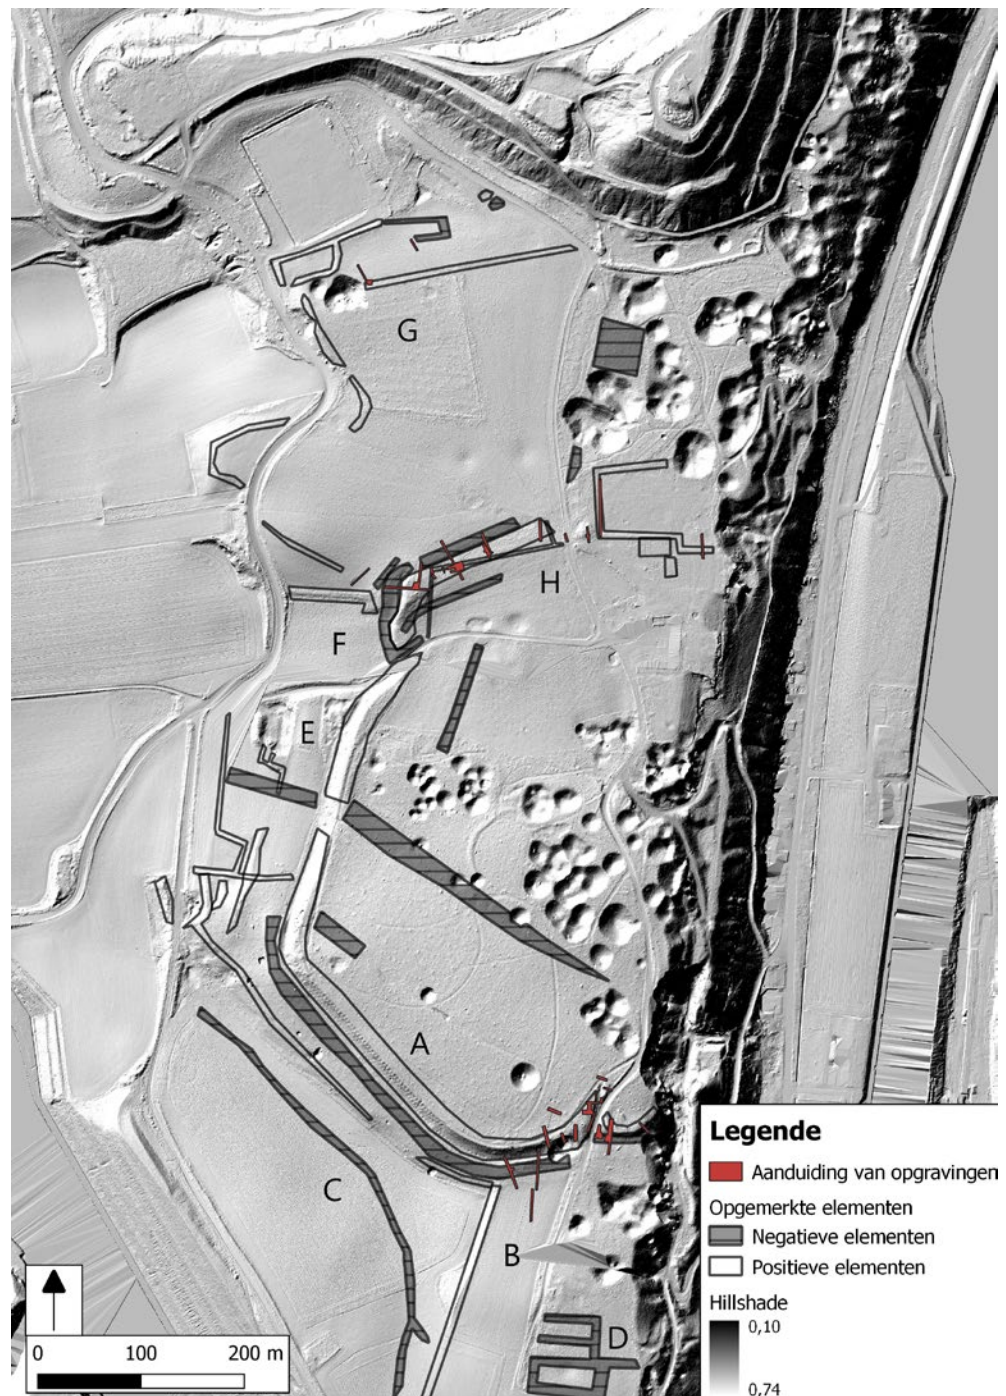 G
H
F
E
A
C
B
D
Legende
Aanduiding van opgravingen
Opgemerkte elementen
Negatieve elementen
Positieve elementen
Hillshade
0,10
0,74
0 100 200 m